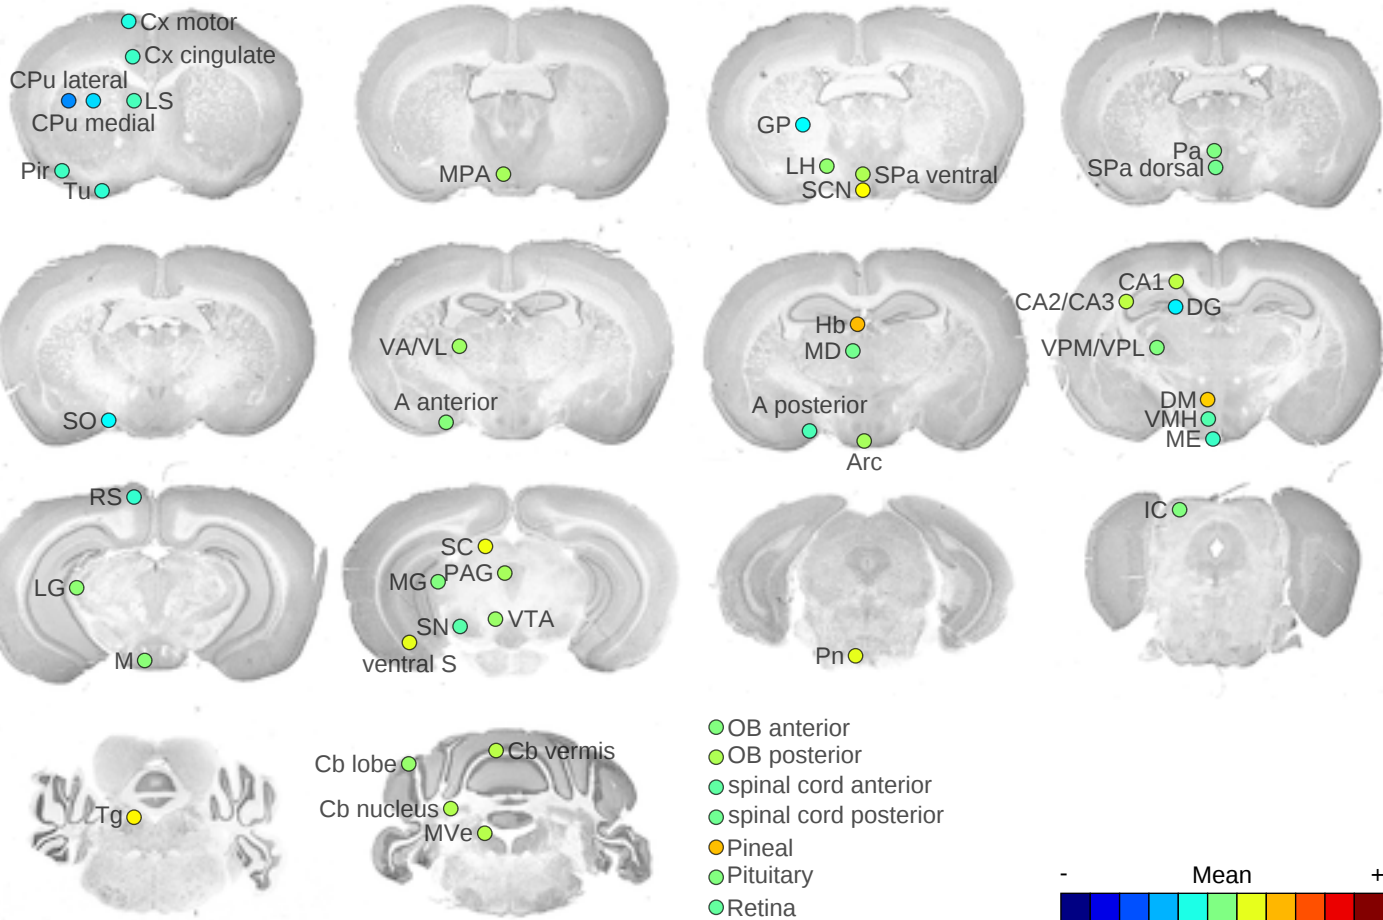 Cx motor
Cx cingulate
CPu lateral
LS
CPu medial
Pir
Tu
MPA
GP
LH
SPa ventral
SCN
Pa
SPa dorsal
SO
VA/VL
A anterior
Hb
MD
A posterior
Arc
CA1
CA2/CA3
DG
VPM/VPL
DM
VMH
ME
RS
LG
M
SC
PAG
MG
VTA
SN
ventral S
Pn
IC
Tg
Cb vermis
Cb lobe
Cb nucleus
MVe
OB anterior
OB posterior
spinal cord anterior
spinal cord posterior
Pineal
Pituitary
Retina
- Mean +